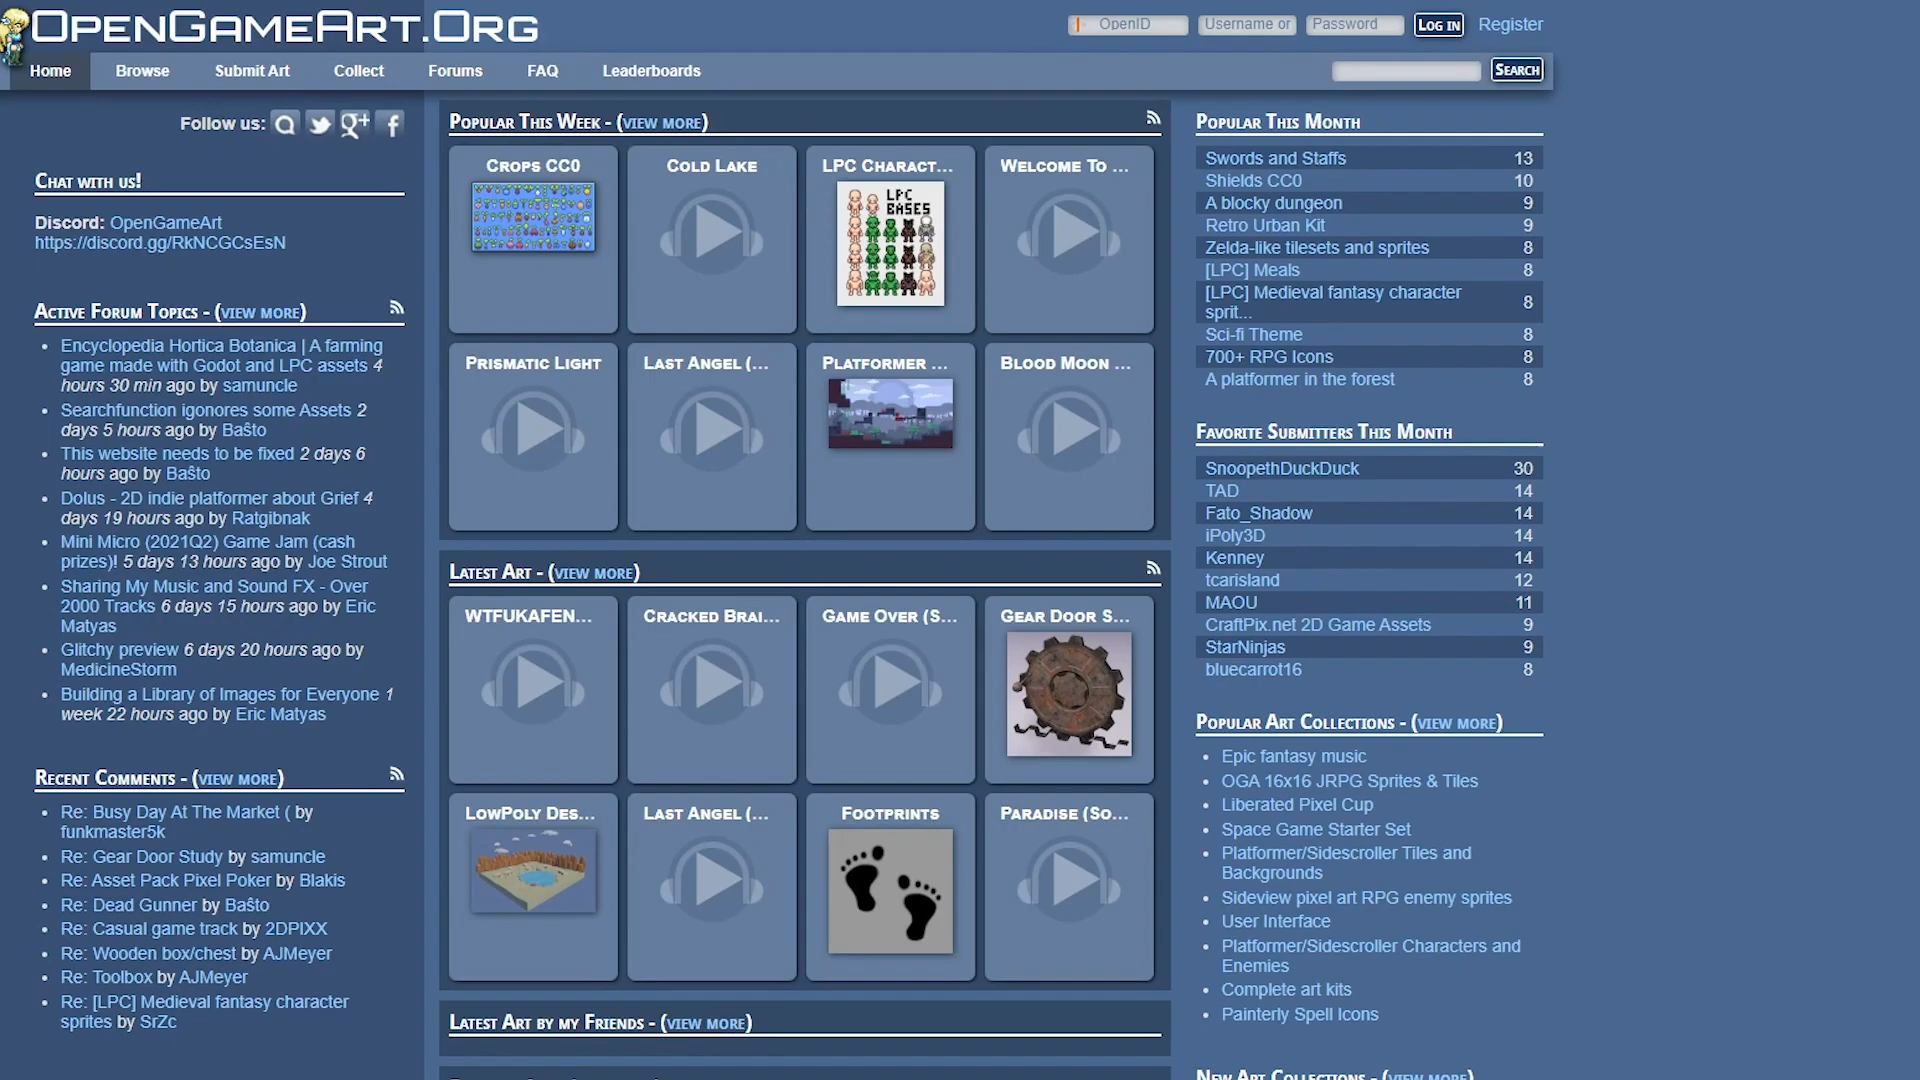 OpenGameArt.Org
OpenID
Username or
Password
Log in
Register
Home
Browse
Submit Art
Collect
Forums
FAQ
Leaderboards
Search
Follow us:
Chat with us!
Discord: OpenGameArt
https://discord.gg/RkNCGCsEsN
Active Forum Topics - (view more)
Encyclopedia Hortica Botanica | A farming
game made with Godot and LPC assets 4
hours 30 min ago by samuncle
Searchfunction igonores some Assets 2
days 5 hours ago by Baŝto
This website needs to be fixed 2 days 6
hours ago by Baŝto
Dolus - 2D indie platformer about Grief 4
days 19 hours ago by Ratgibnak
Mini Micro (2021Q2) Game Jam (cash
prizes)! 5 days 13 hours ago by Joe Strout
Sharing My Music and Sound FX - Over
2000 Tracks 6 days 15 hours ago by Eric
Matyas
Glitchy preview 6 days 20 hours ago by
MedicineStorm
Building a Library of Images for Everyone 1
week 22 hours ago by Eric Matyas
Recent Comments - (view more)
Re: Busy Day At The Market ( by
funkmaster5k
Re: Gear Door Study by samuncle
Re: Asset Pack Pixel Poker by Blakis
Re: Dead Gunner by Baŝto
Re: Casual game track by 2DPIXX
Re: Wooden box/chest by AJMeyer
Re: Toolbox by AJMeyer
Re: [LPC] Medieval fantasy character
sprites by SrZc
Popular This Week - (view more)
Crops CC0
Cold Lake
LPC Charact...
LPC
BASES
Welcome To ...
Prismatic Light
Last Angel (...
Platformer ...
Blood Moon ...
Latest Art - (view more)
WTFUKAFEN...
Cracked Brai...
Game Over (S...
Gear Door S...
LowPoly Des...
Last Angel (...
Footprints
Paradise (So...
Latest Art by my Friends - (view more)
Popular This Month
Swords and Staffs 13
Shields CC0 10
A blocky dungeon 9
Retro Urban Kit 9
Zelda-like tilesets and sprites 8
[LPC] Meals 8
[LPC] Medieval fantasy character
sprit... 8
Sci-fi Theme 8
700+ RPG Icons 8
A platformer in the forest 8
Favorite Submitters This Month
SnoopethDuckDuck 30
TAD 14
Fato_Shadow 14
iPoly3D 14
Kenney 14
tcarisland 12
MAOU 11
CraftPix.net 2D Game Assets 9
StarNinjas 9
bluecarrot16 8
Popular Art Collections - (view more)
Epic fantasy music
OGA 16x16 JRPG Sprites & Tiles
Liberated Pixel Cup
Space Game Starter Set
Platformer/Sidescroller Tiles and
Backgrounds
Sideview pixel art RPG enemy sprites
User Interface
Platformer/Sidescroller Characters and
Enemies
Complete art kits
Painterly Spell Icons
New Art Collections - (view more)